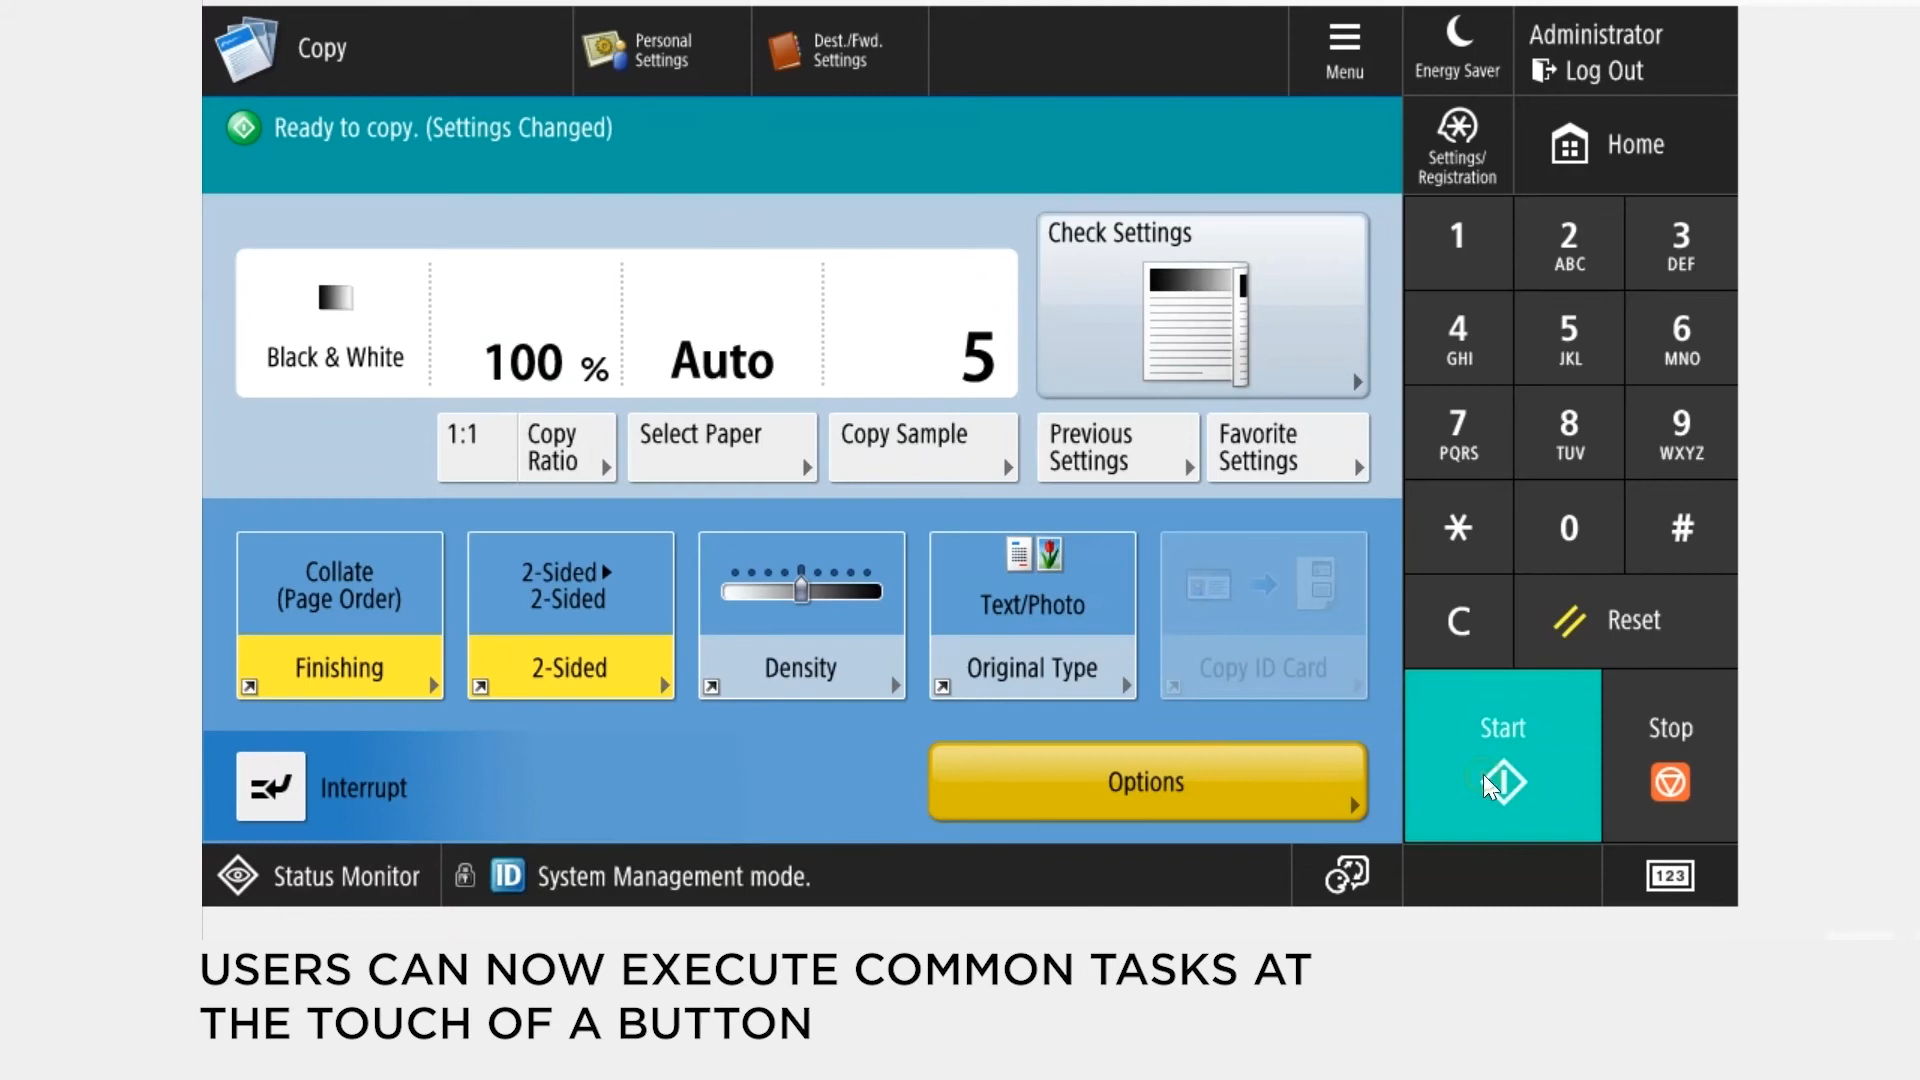 Copy
Personal
Settings
Dest./Fwd.
Settings
Menu
Energy Saver
Administrator
Log Out
Ready to copy. (Settings Changed)
Settings/
Registration
Home
Check Settings
Black & White
100 %
Auto
5
1:1
Copy
Ratio
Select Paper
Copy Sample
Previous
Settings
Favorite
Settings
1
2
ABC
3
DEF
4
GHI
5
JKL
6
MNO
7
PQRS
8
TUV
9
WXYZ
*
0
#
C
Reset
Collate
(Page Order)
Finishing
2-Sided▶
2-Sided
2-Sided
Density
Text/Photo
Original Type
Copy ID Card
Start
Stop
Interrupt
Options
Status Monitor
ID
System Management mode.
123
USERS CAN NOW EXECUTE COMMON TASKS AT
THE TOUCH OF A BUTTON